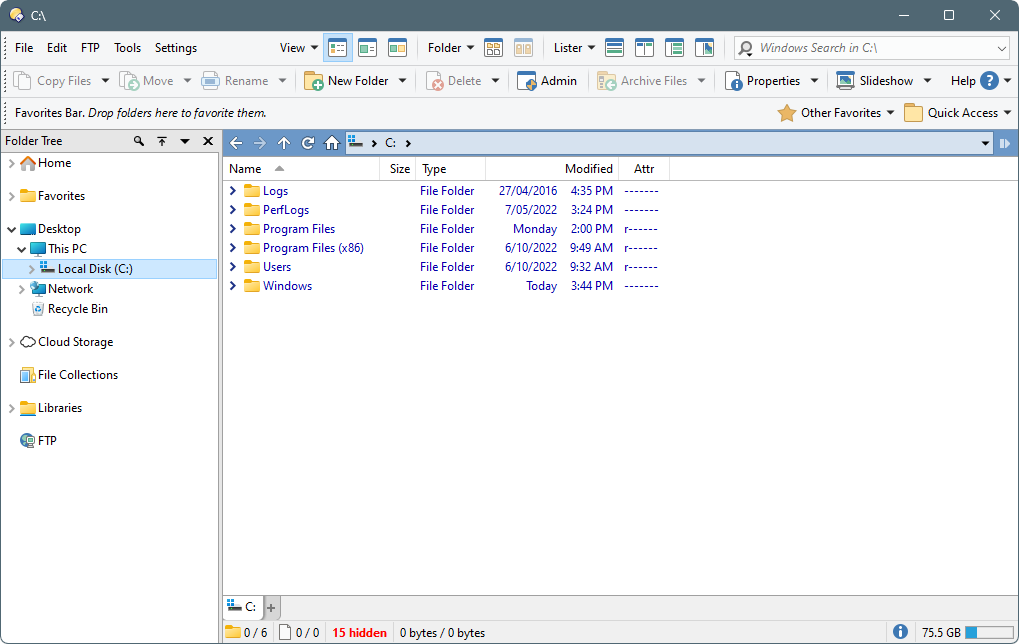 C:\
File Edit FTP Tools Settings View Folder Lister Windows Search in C:\
Copy Files Move Rename New Folder Delete Admin Archive Files Properties Slideshow Help
Favorites Bar. Drop folders here to favorite them. Other Favorites Quick Access
Folder Tree
C:
Name Size Type Modified Attr
Home
Favorites
Desktop
This PC
Local Disk (C:)
Network
Recycle Bin
Cloud Storage
File Collections
Libraries
FTP
Logs File Folder 27/04/2016 4:35 PM -------
PerfLogs File Folder 7/05/2022 3:24 PM -------
Program Files File Folder Monday 2:00 PM r------
Program Files (x86) File Folder 6/10/2022 9:49 AM r------
Users File Folder 6/10/2022 9:32 AM r------
Windows File Folder Today 3:44 PM -------
C: +
0 / 6 0 / 0 15 hidden 0 bytes / 0 bytes 75.5 GB